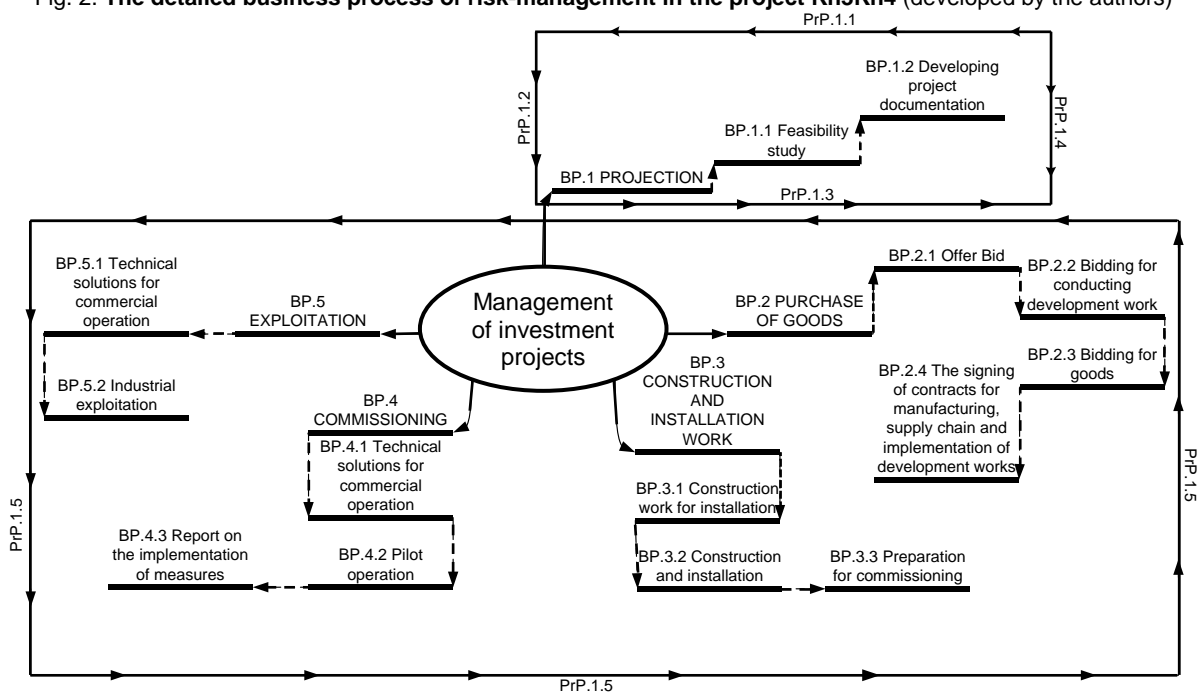 Fig. 2. The detailed business process of risk-management in the project Rn3Rn4 (developed by the authors)
PrP.1.1
BP.1.2 Developing
project
documentation
PrP.1.2
PrP.1.4
BP.1.1 Feasibility
study
BP.1 PROJECTION
PrP.1.3
BP.5.1 Technical
solutions for
commercial
operation
BP.5
EXPLOITATION
BP.5.2 Industrial
exploitation
Management
of investment
projects
BP.2 PURCHASE
OF GOODS
BP.2.1 Offer Bid
BP.2.2 Bidding for
conducting
development work
BP.2.3 Bidding for
goods
BP.2.4 The signing
of contracts for
manufacturing,
supply chain and
implementation of
development works
BP.3
CONSTRUCTION
AND
INSTALLATION
WORK
BP.3.1 Construction
work for installation
BP.3.2 Construction
and installation
BP.3.3 Preparation
for commissioning
BP.4
COMMISSIONING
BP.4.1 Technical
solutions for
commercial
operation
BP.4.2 Pilot
operation
BP.4.3 Report on
the implementation
of measures
PrP.1.5
PrP.1.5
PrP.1.5